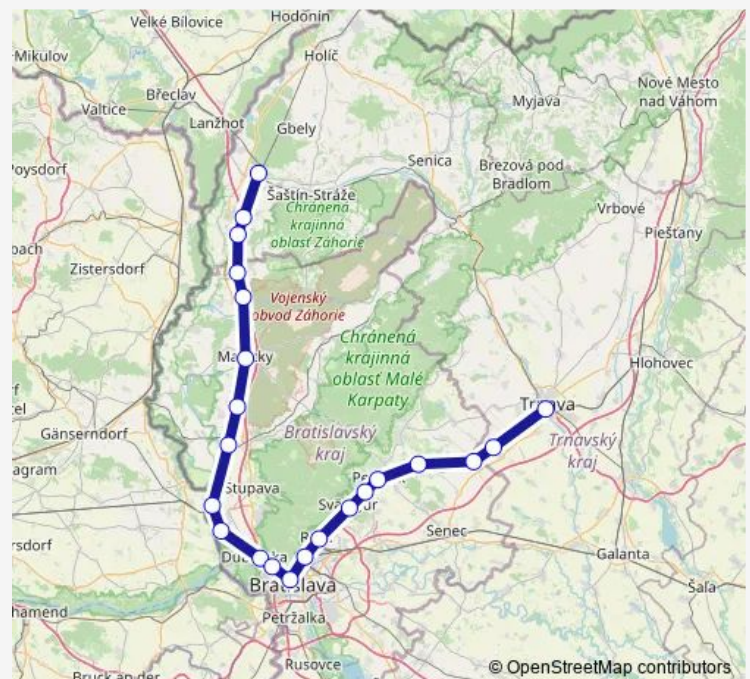 Hodonín
Velké Bílovice
Holíč
Mikulov
Břeclav
Nové Mesto
nad Váhom
Valtice
Myjava
Lanžhot
Gbely
Senica
Brezová pod
Bradlom
Šaštín-Stráže
Chránená
krajinná
oblasť Záhorie
Vrbové
Piešťany
Zistersdorf
Vojenský
obvod Záhorie
Chránená
krajinná
oblasť Malé
Karpaty
Hlohovec
Gänserndorf
Bratislavský
kraj
Trnavský
kraj
Stupava
Senec
Galanta
Šaľa
Bratislava
Petržalka
Rusovce
© OpenStreetMap contributors